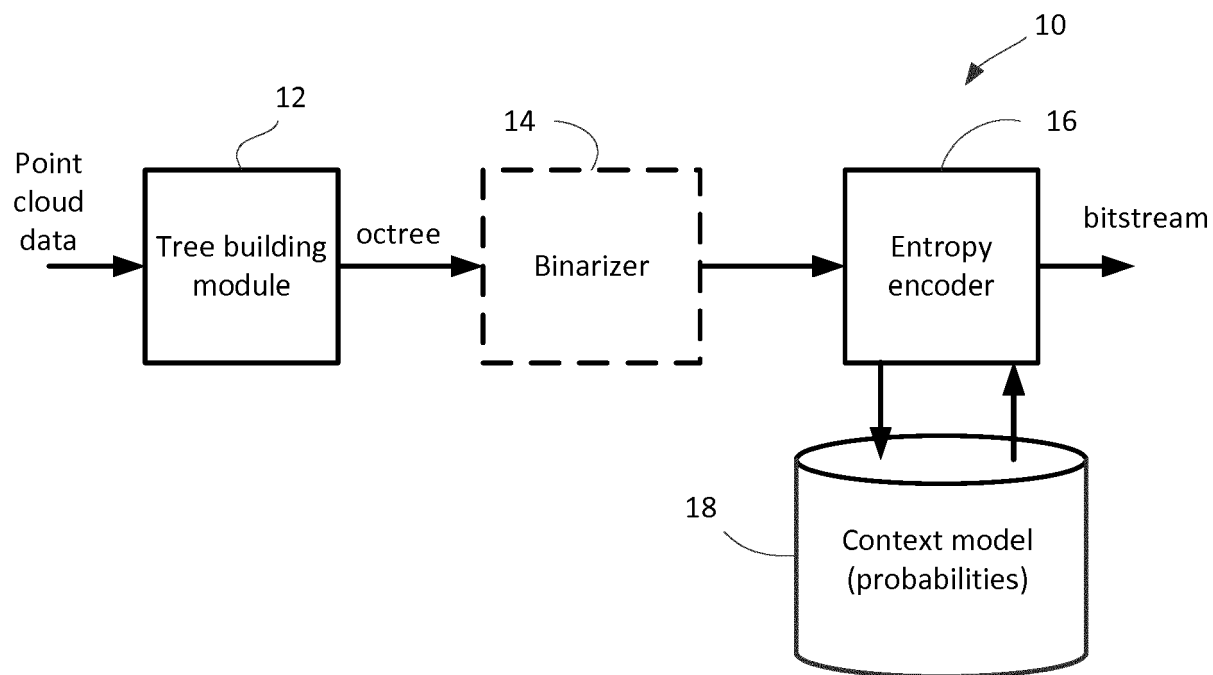 10
12
14
16
Point
cloud
data
Tree building
module
octree
Binarizer
Entropy
encoder
bitstream
18
Context model
(probabilities)